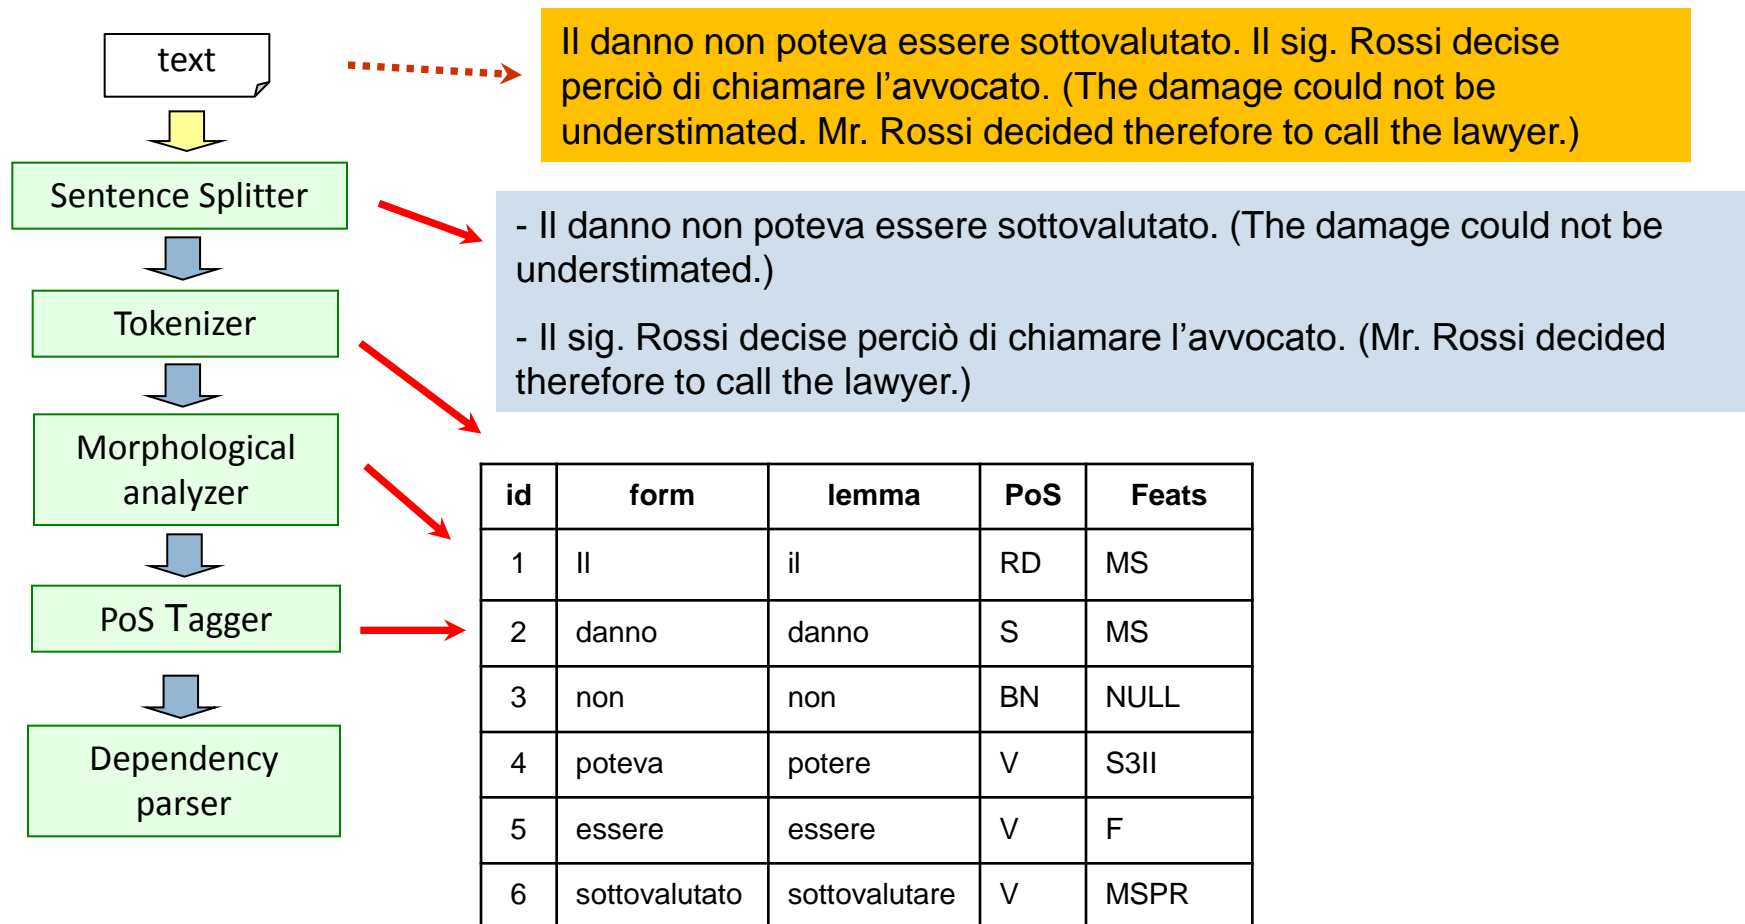 text
Il danno non poteva essere sottovalutato. Il sig. Rossi decise
perciò di chiamare l’avvocato. (The damage could not be
understimated. Mr. Rossi decided therefore to call the lawyer.)
Sentence Splitter
- Il danno non poteva essere sottovalutato. (The damage could not be
understimated.)
- Il sig. Rossi decise perciò di chiamare l’avvocato. (Mr. Rossi decided
therefore to call the lawyer.)
Tokenizer
Morphological
analyzer
PoS Tagger
Dependency
parser
id form lemma PoS Feats
1 Il il RD MS
2 danno danno S MS
3 non non BN NULL
4 poteva potere V S3II
5 essere essere V F
6 sottovalutato sottovalutare V MSPR